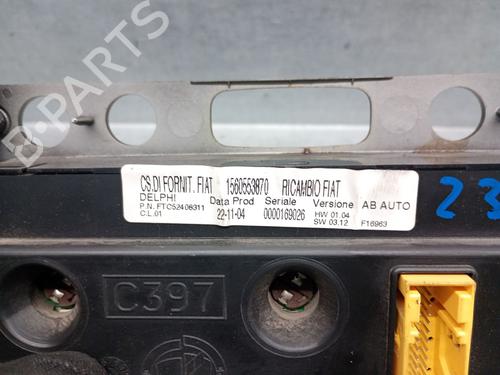 B-PARTS
CS.DI FORNIT. FIAT 1560553870 RICAMBIO FIAT
DELPHI Data Prod Seriale Versione AB AUTO
P.N. FTC52406311 22-11-04 0000169026 HW 01.04
C.L.01 SW 03.12 F16963
23
C397